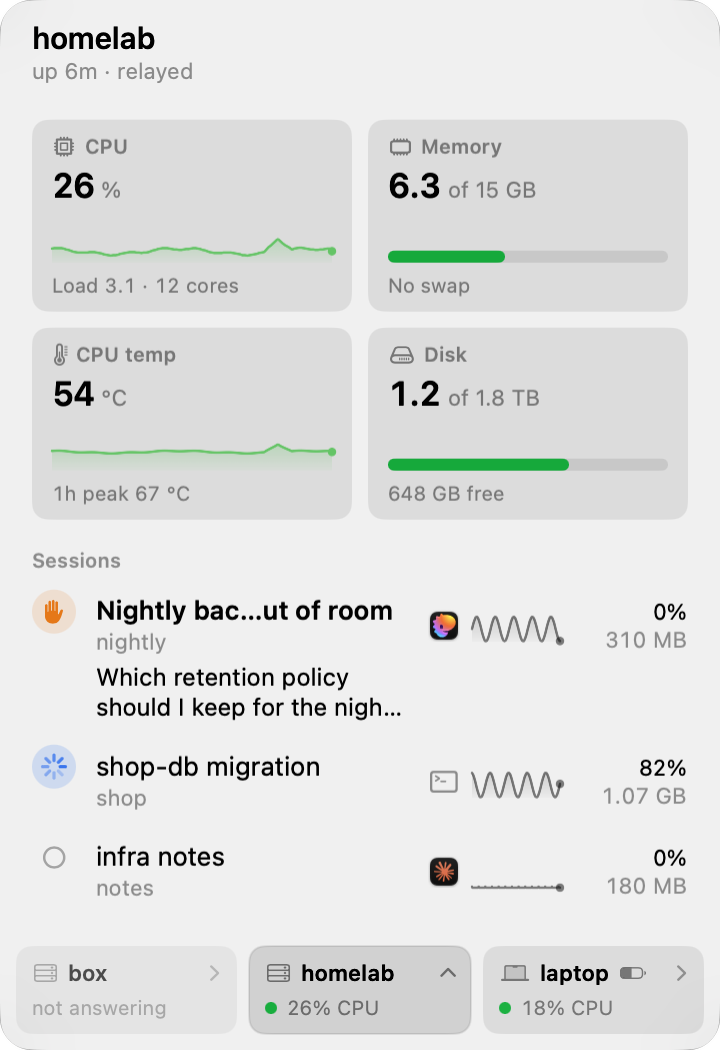 homelab
up 6m · relayed
CPU
26 %
Load 3.1 · 12 cores
Memory
6.3 of 15 GB
No swap
CPU temp
54 °C
1h peak 67 °C
Disk
1.2 of 1.8 TB
648 GB free
Sessions
Nightly bac...ut of room
0%
nightly
310 MB
Which retention policy
should I keep for the nigh...
shop-db migration
82%
shop
1.07 GB
infra notes
0%
notes
180 MB
box
not answering
homelab
26% CPU
laptop
18% CPU